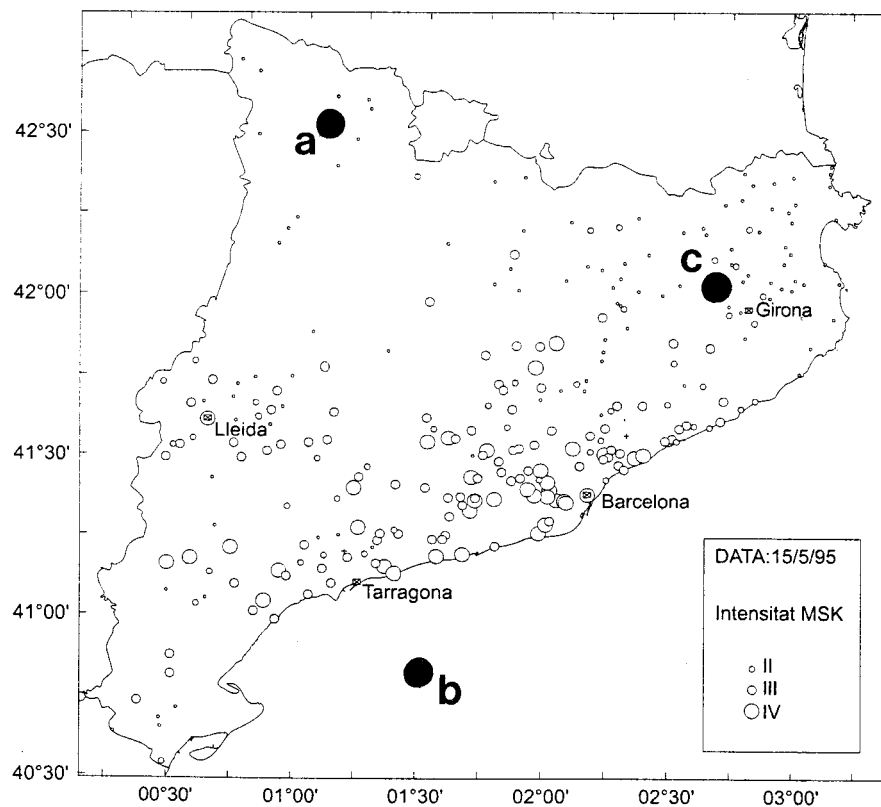 42°30'
42°00'
41°30'
41°00'
40°30'
a
c
Girona
Lleida
Barcelona
Tarragona
b
DATA:15/5/95
Intensitat MSK
II
III
IV
00°30' 01°00' 01°30' 02°00' 02°30' 03°00'